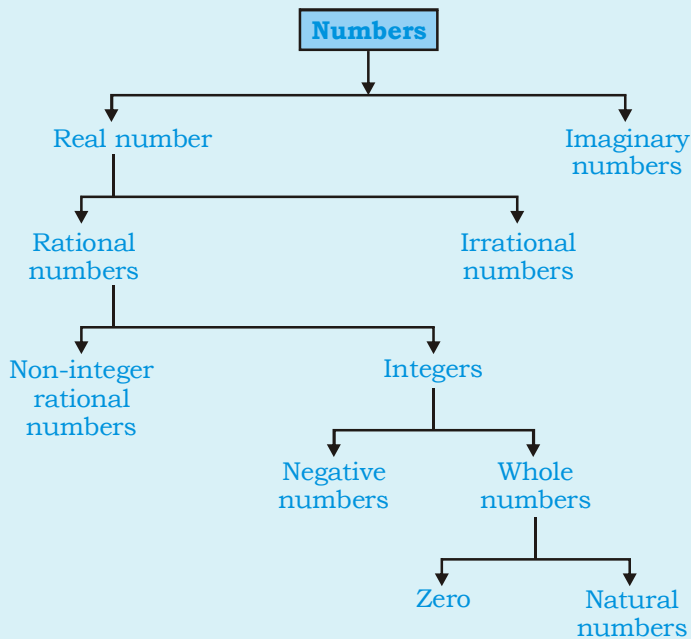 Numbers
Real number
Imaginary
numbers
Rational
numbers
Irrational
numbers
Non-integer
rational
numbers
Integers
Negative
numbers
Whole
numbers
Zero
Natural
numbers